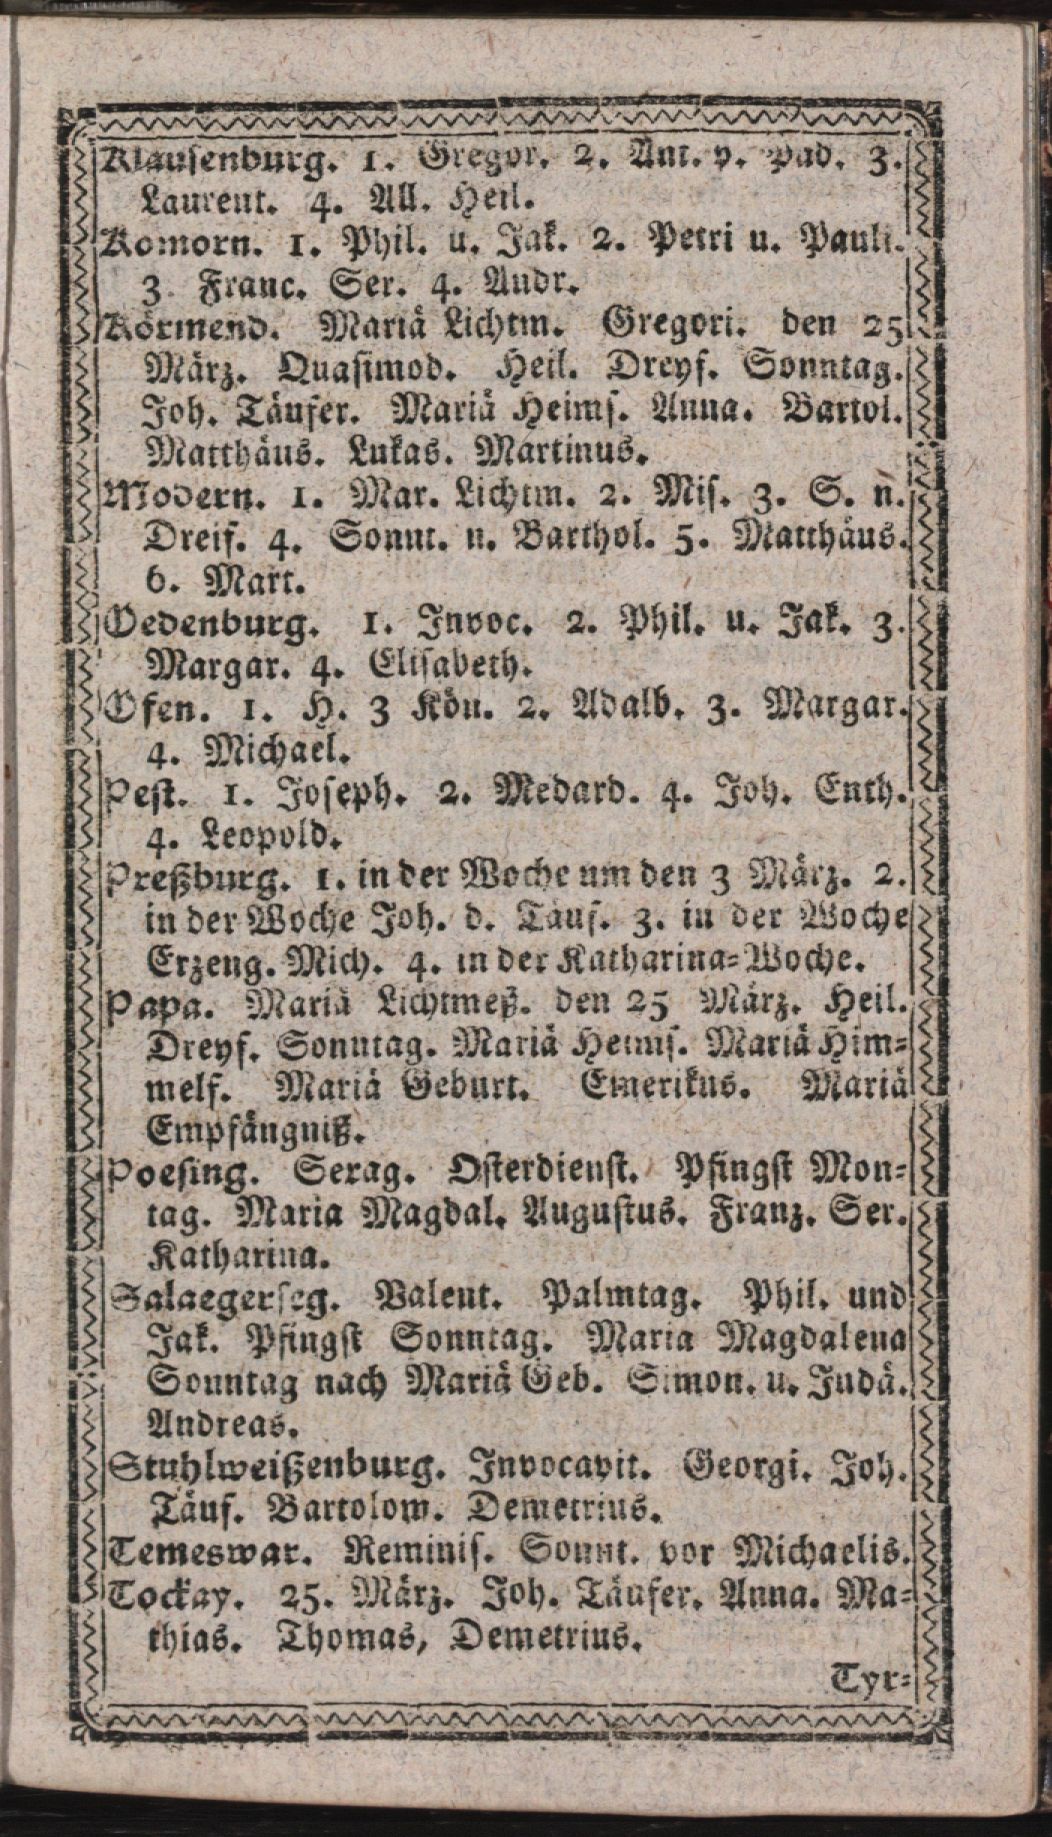 Klausenburg. 1. Gregor. 2. Ant. v. Pad. 3.
Laurent. 4. All. Heil.
Komorn. 1. Phil. u. Jak. 2. Petri u. Pauli.
3. Franc. Ser. 4. Andr.
Körmend. Mariä Lichtm. Gregori. den 25
März. Quasimod. Heil. Dreyf. Sonntag.
Joh. Täufer. Mariä Heims. Anna. Bartol.
Matthäus. Lukas. Martinus.
Modern. 1. Mar. Lichtm. 2. Mis. 3. S. n.
Dreif. 4. Sonnt. n. Barthol. 5. Matthäus.
6. Mart.
Oedenburg. 1. Invoc. 2. Phil. u. Jak. 3.
Margar. 4. Elisabeth.
Ofen. 1. H. 3 Kön. 2. Adalb. 3. Margar.
4. Michael.
Pest. 1. Joseph. 2. Medard. 4. Joh. Enth.
4. Leopold.
Preßburg. 1. in der Woche um den 3 März. 2.
in der Woche Joh. d. Täuf. 3. in der Woche
Erzeng. Mich. 4. in der Katharina-Woche.
Papa. Mariä Lichtmeß. den 25 März. Heil.
Dreyf. Sonntag. Mariä Heims. Mariä Him-
melf. Mariä Geburt. Emerikus. Mariä
Empfängniß.
Poesing. Sexag. Osterdienst. Pfingst Mon-
tag. Maria Magdal. Augustus. Franz. Ser.
Katharina.
Salaegerseg. Valent. Palmtag. Phil. und
Jak. Pfingst Sonntag. Maria Magdalena
Sonntag nach Mariä Geb. Simon. u. Judä.
Andreas.
Stuhlweißenburg. Invocavit. Georgi. Joh.
Täuf. Bartolom. Demetrius.
Temeswar. Reminis. Sonnt. vor Michaelis.
Tockay. 25. März. Joh. Täufer. Anna. Ma-
thias. Thomas, Demetrius.
Tyr-